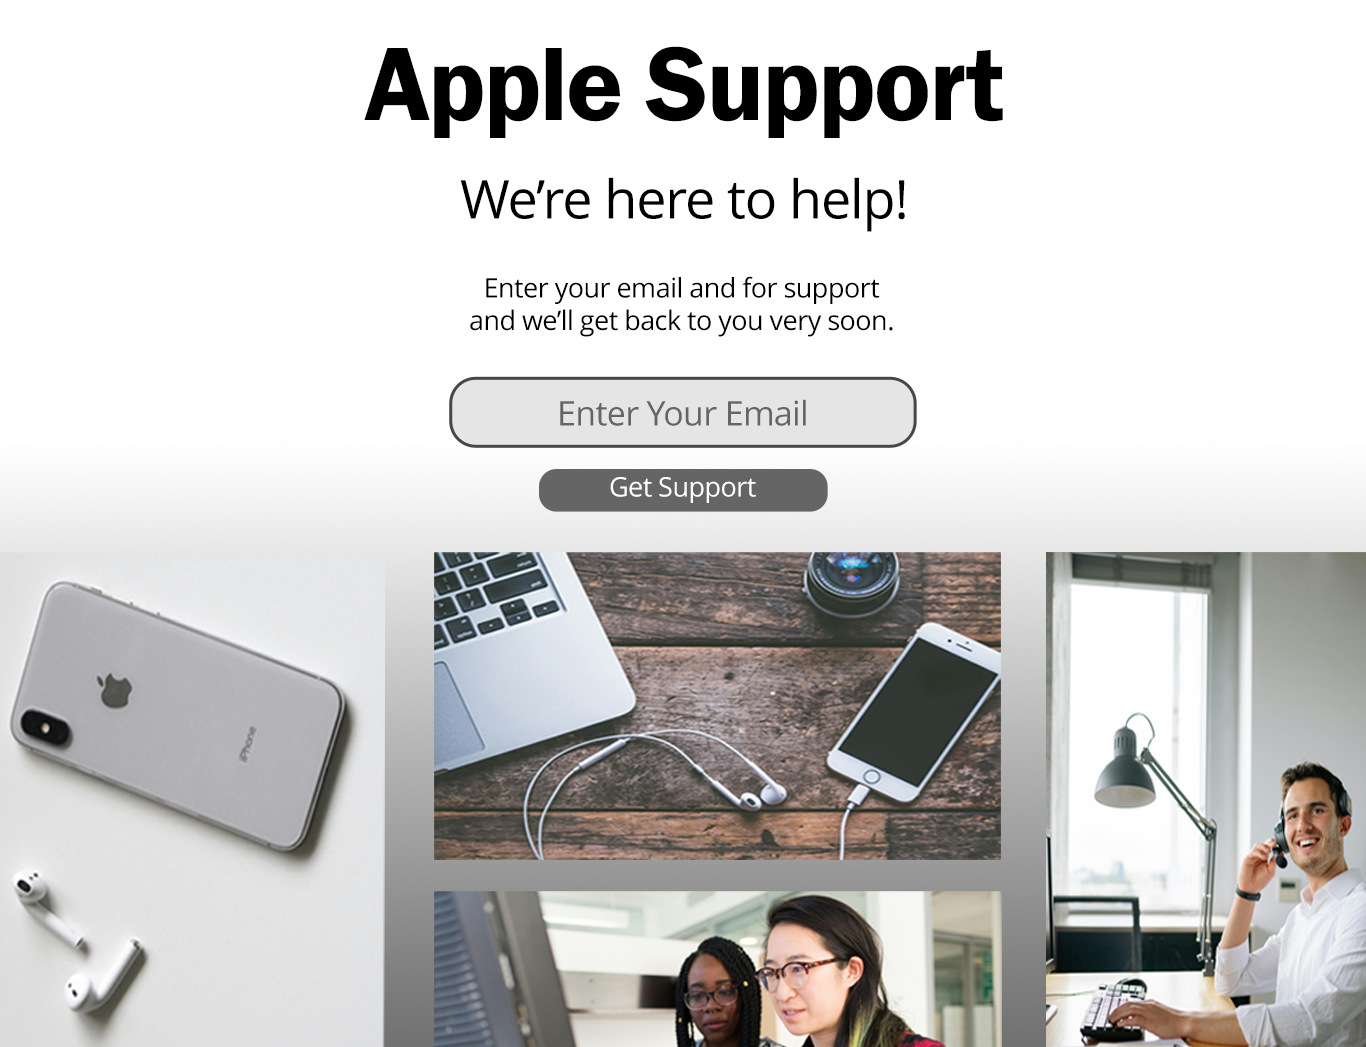 Apple Support
We're here to help!
Enter your email and for support
and we'll get back to you very soon.
Enter Your Email
Get Support
iPhone